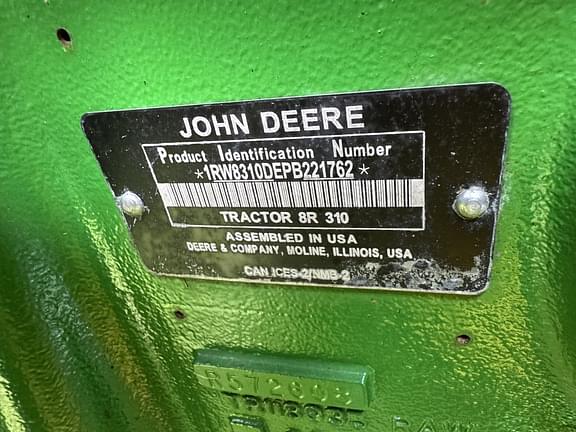 JOHN DEERE
Product Identification Number
*1RW8310DEPB221762*
TRACTOR 8R 310
ASSEMBLED IN USA
DEERE & COMPANY, MOLINE, ILLINOIS, USA
CAN ICES-2/NMB-2